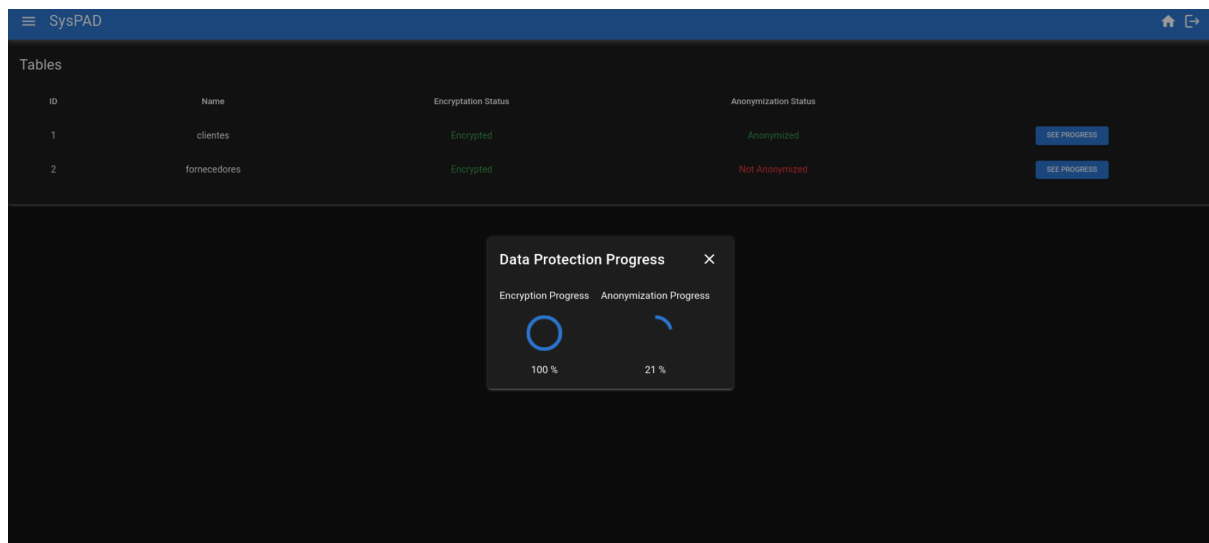 SysPAD
Tables
ID Name Encryptation Status Anonymization Status
1 clientes Encrypted Anonymized SEE PROGRESS
2 fornecedores Encrypted Not Anonymized SEE PROGRESS
Data Protection Progress
Encryption Progress Anonymization Progress
100 % 21 %